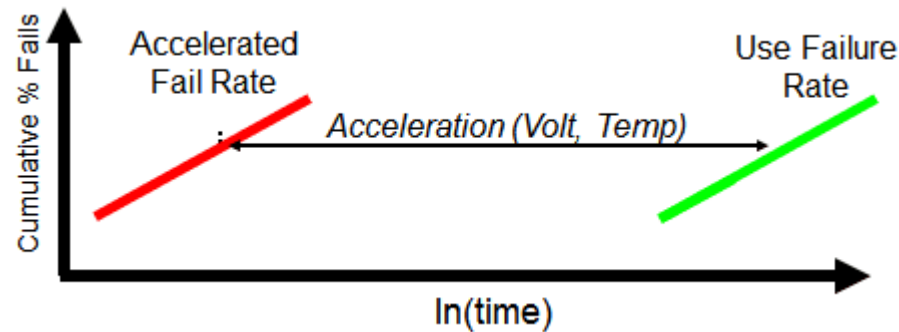 Cumulative % Fails
Accelerated
Fail Rate
Acceleration (Volt, Temp)
Use Failure
Rate
ln(time)